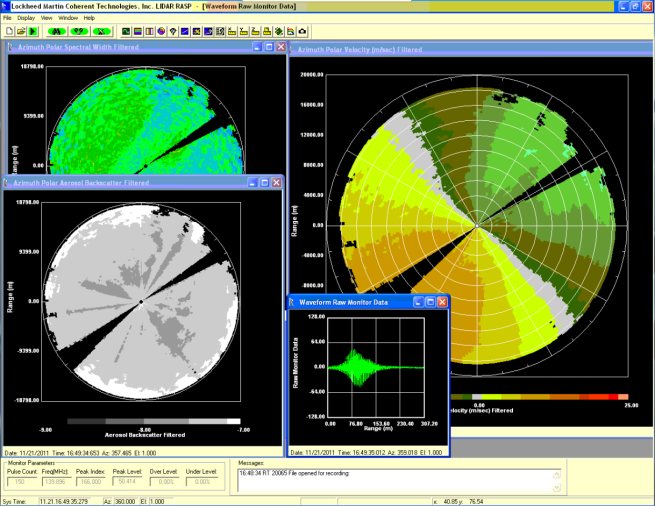 Lockheed Martin Coherent Technologies, Inc. LIDAR RASP - [Waveform Raw Monitor Data]
File Display View Window Help
Azimuth Polar Spectral Width Filtered
18798.00
9399.00
0.00
Range (m)
Azimuth Polar Aerosol Backscatter Filtered
18798.00
9399.00
0.00
-9399.00
-18798.00
Range (m)
-9.00 -8.00 -7.00
Aerosol Backscatter Filtered
Date: 11/21/2011 Time: 16:49:34:653 Az: 357.465 El: 1.000
Azimuth Polar Velocity (m/sec) Filtered
20000.00
16000.00
12000.00
8000.00
4000.00
0.00
-4000.00
-8000.00
Range (m)
0.00 25.00
elocity (m/sec) Filtered
Waveform Raw Monitor Data
128.00
64.00
0.00
-64.00
-128.00
Raw Monitor Data
0.00 76.80 153.60 230.40 307.20
Range (m)
Date: 11/21/2011 Time: 16:49:35:012 Az: 359.018 El: 1.000
Monitor Parameters
Pulse Count: Freq(MHz): Peak Index: Peak Level: Over Level: Under Level:
150 139.096 166.000 50.414 0.00% 0.00%
Messages:
16:48:34 RT 20065 File opened for recording:
Sys Time: 11.21.16:49:35:279 Az: 360.000 El: 1.000 x: 40.85 y: 76.54